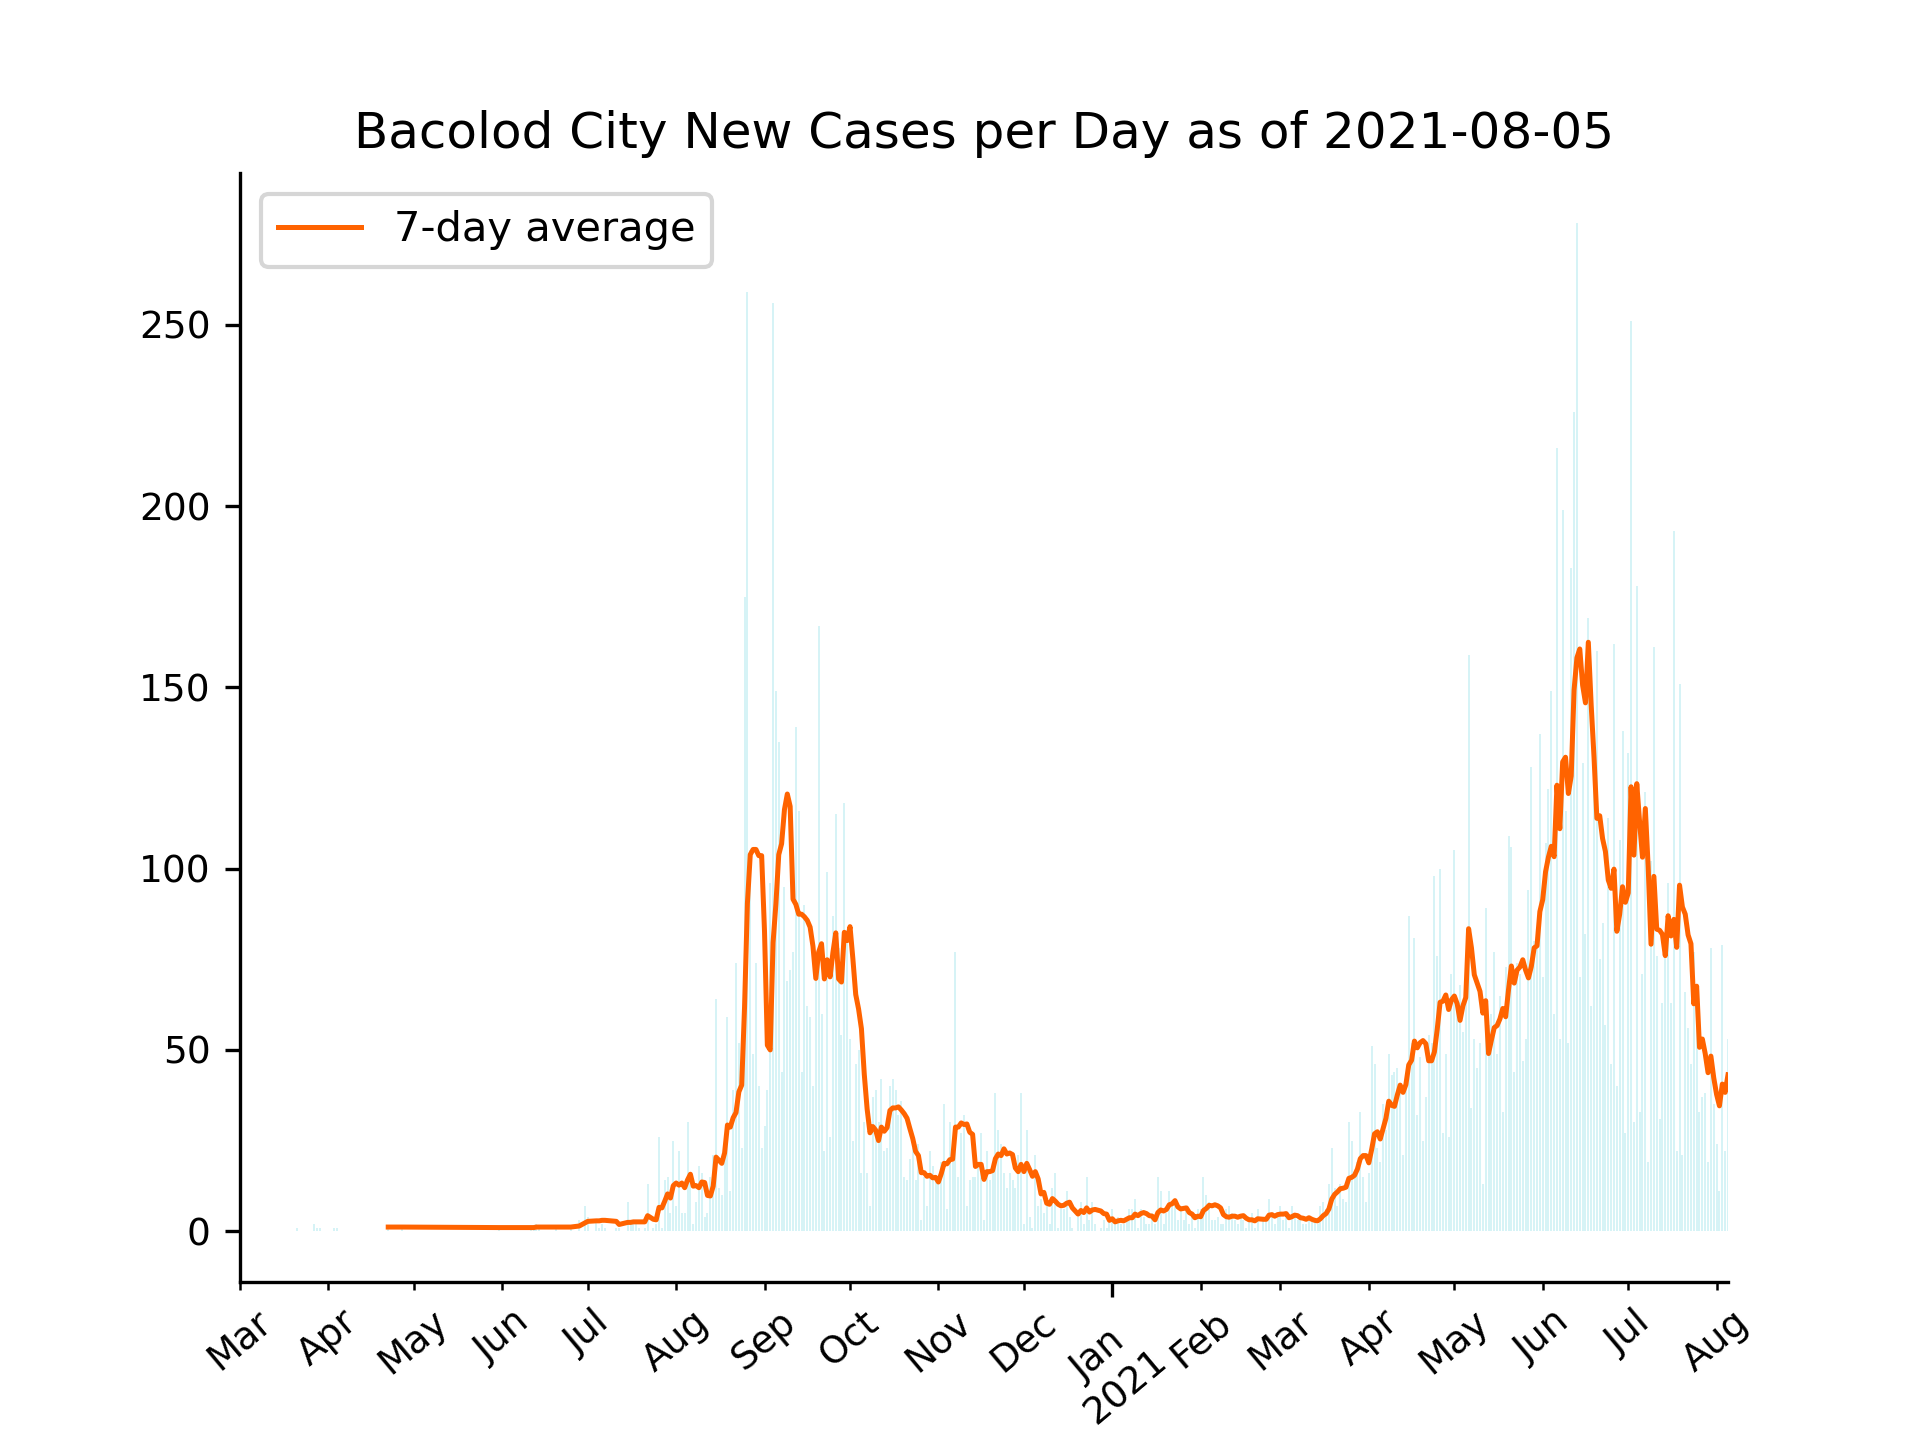 Bacolod City New Cases per Day as of 2021-08-05
7-day average
250
200
150
100
50
0
Mar
Apr
May
Jun
Jul
Aug
Sep
Oct
Nov
Dec
Jan
2021
Feb
Mar
Apr
May
Jun
Jul
Aug